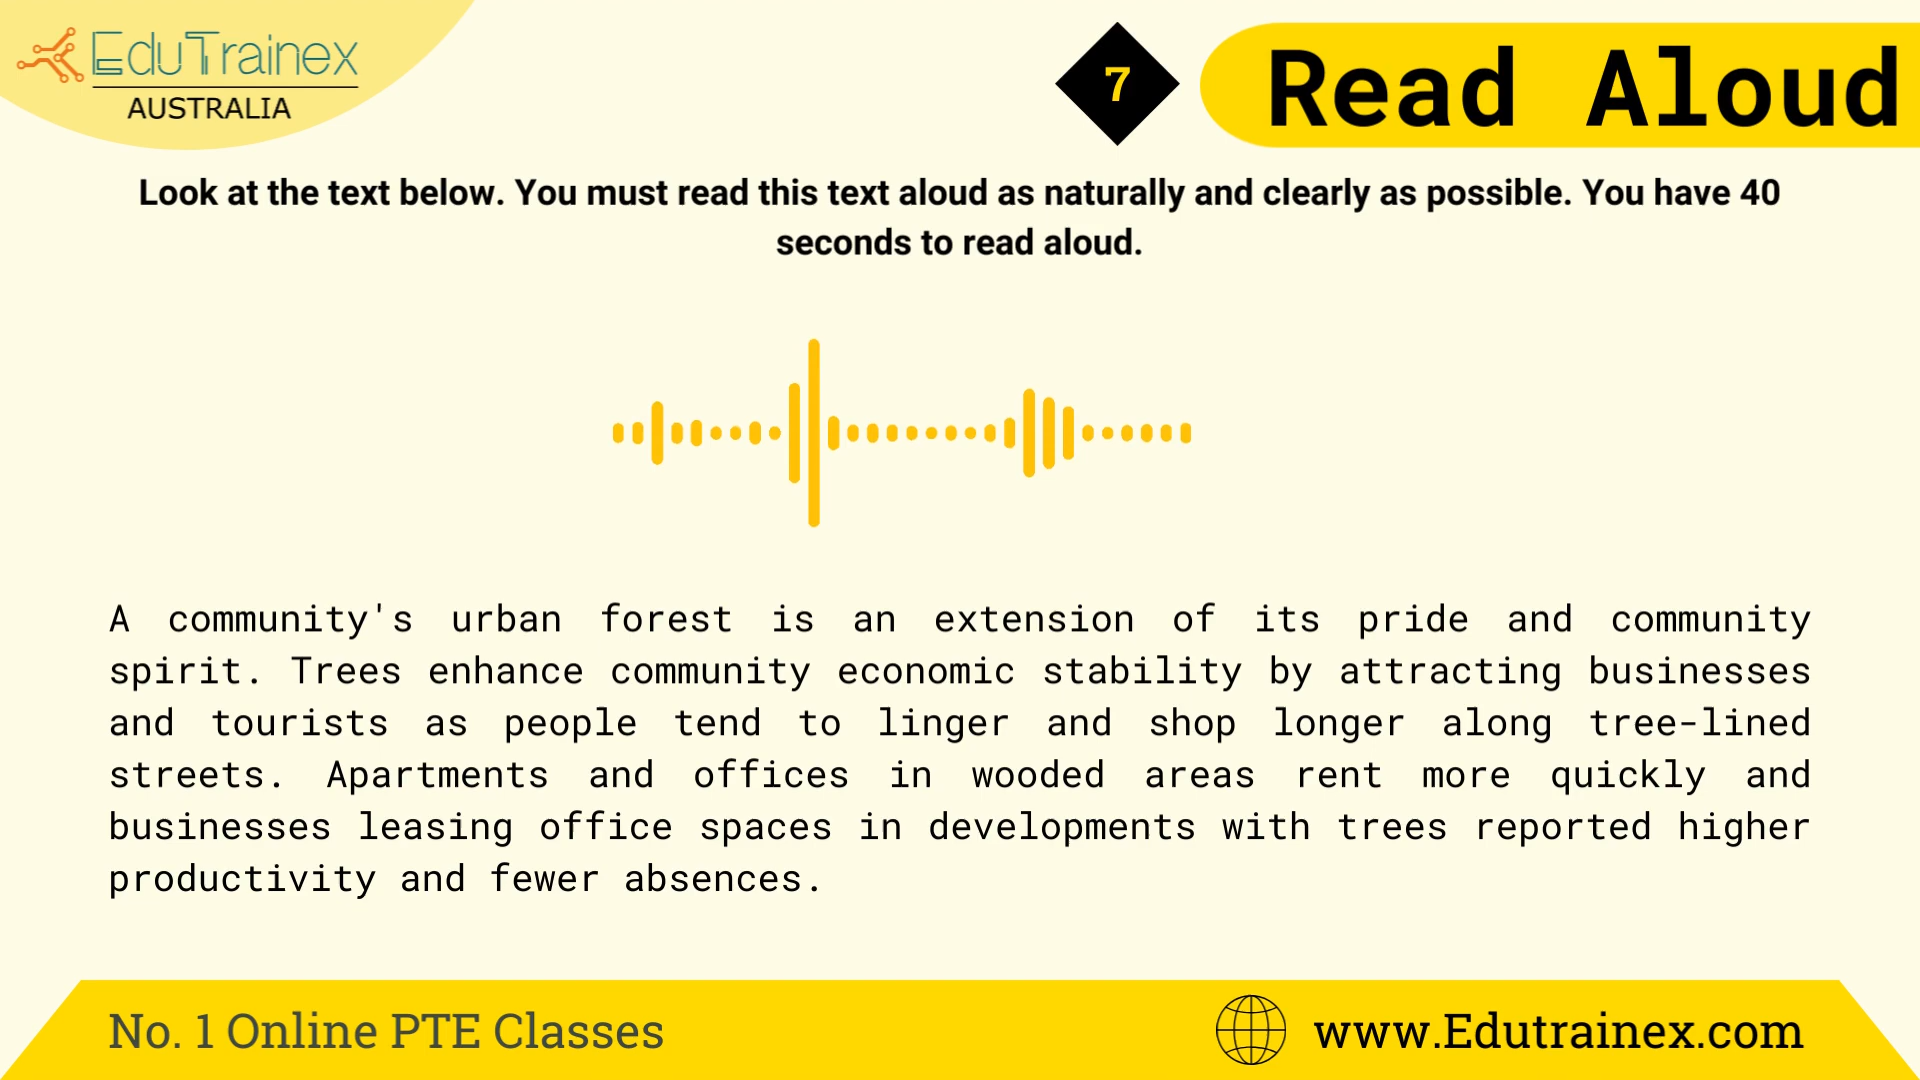 EduTrainex
AUSTRALIA
7
Read Aloud
Look at the text below. You must read this text aloud as naturally and clearly as possible. You have 40
seconds to read aloud.
A community's urban forest is an extension of its pride and community
spirit. Trees enhance community economic stability by attracting businesses
and tourists as people tend to linger and shop longer along tree-lined
streets. Apartments and offices in wooded areas rent more quickly and
businesses leasing office spaces in developments with trees reported higher
productivity and fewer absences.
No. 1 Online PTE Classes
www.Edutrainex.com